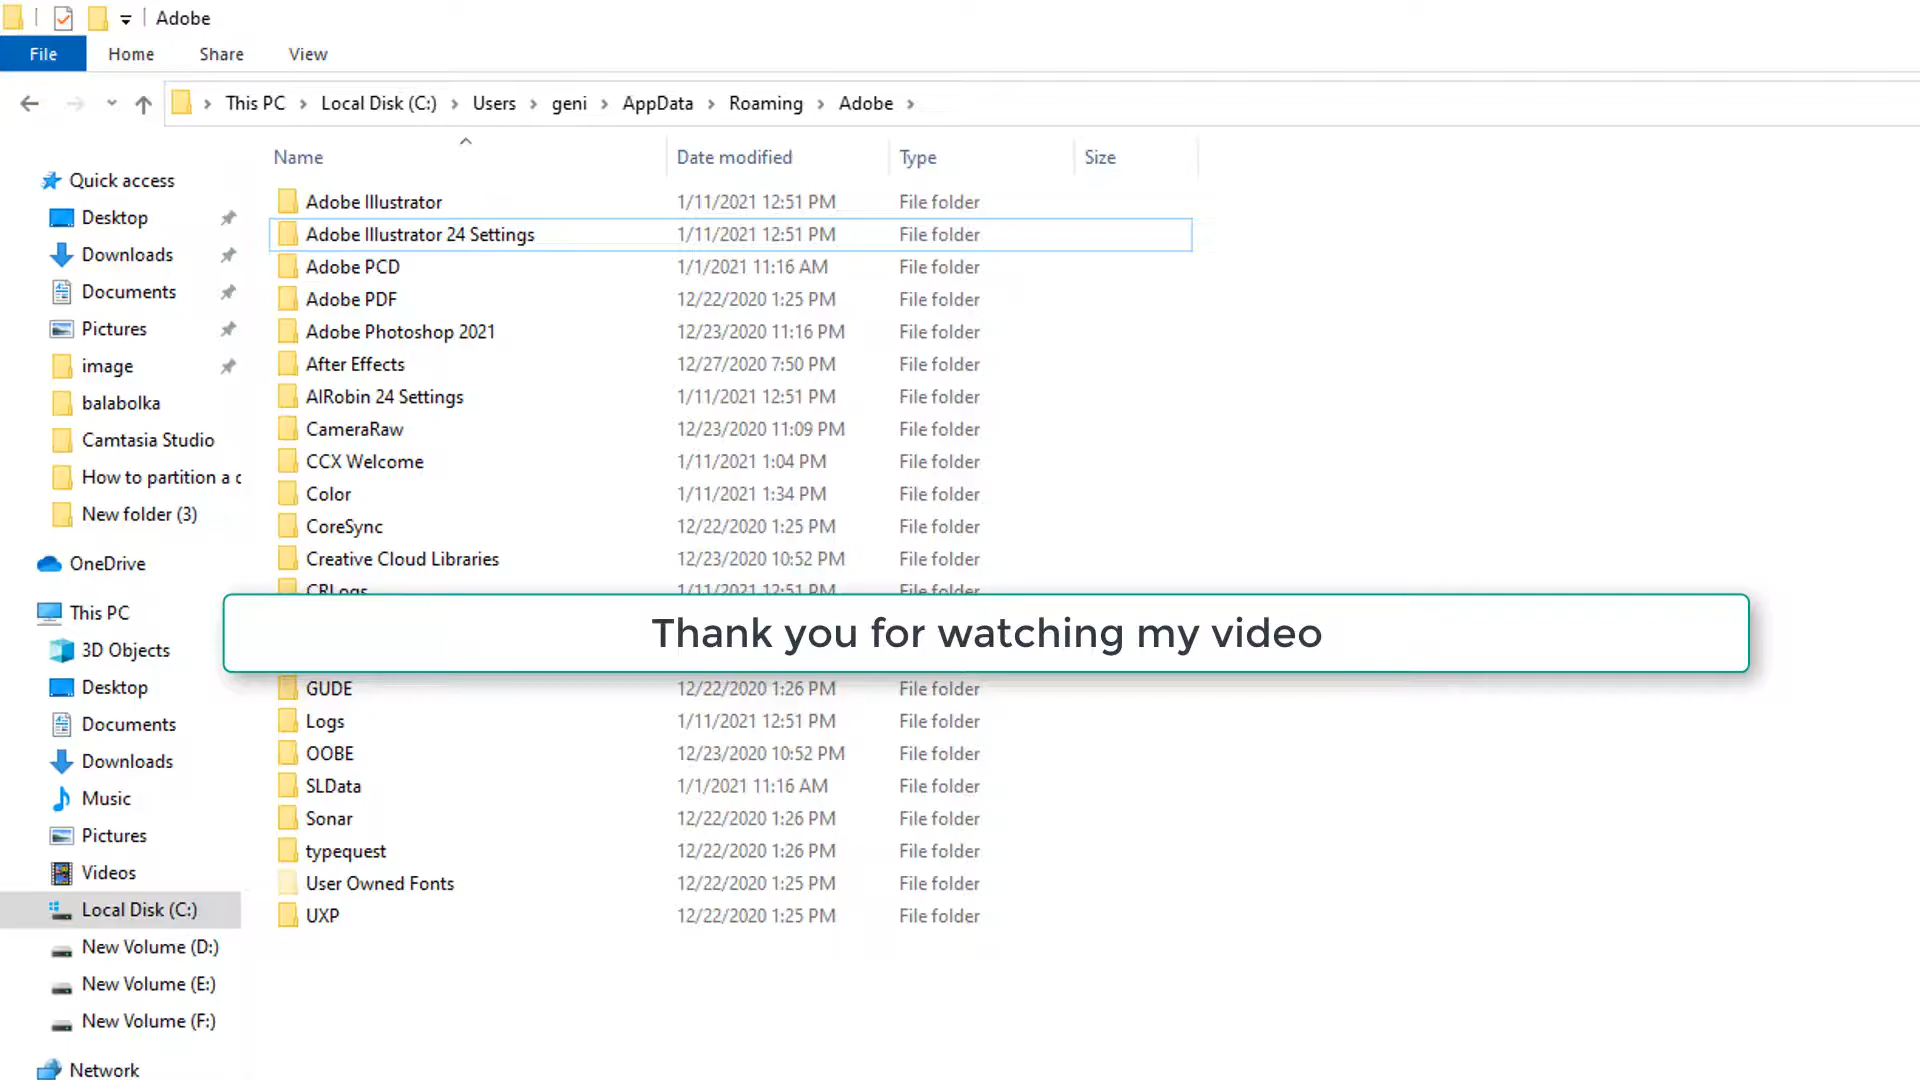 Adobe
File Home Share View
This PC Local Disk (C:) Users geni AppData Roaming Adobe
Name Date modified Type Size
Quick access
Desktop
Downloads
Documents
Pictures
image
balabolka
Camtasia Studio
How to partition a c
New folder (3)
OneDrive
This PC
3D Objects
Desktop
Documents
Downloads
Music
Pictures
Videos
Local Disk (C:)
New Volume (D:)
New Volume (E:)
New Volume (F:)
Network
Adobe Illustrator 1/11/2021 12:51 PM File folder
Adobe Illustrator 24 Settings 1/11/2021 12:51 PM File folder
Adobe PCD 1/1/2021 11:16 AM File folder
Adobe PDF 12/22/2020 1:25 PM File folder
Adobe Photoshop 2021 12/23/2020 11:16 PM File folder
After Effects 12/27/2020 7:50 PM File folder
AIRobin 24 Settings 1/11/2021 12:51 PM File folder
CameraRaw 12/23/2020 11:09 PM File folder
CCX Welcome 1/11/2021 1:04 PM File folder
Color 1/11/2021 1:34 PM File folder
CoreSync 12/22/2020 1:25 PM File folder
Creative Cloud Libraries 12/23/2020 10:52 PM File folder
CRLogs 1/11/2021 12:51 PM File folder
Thank you for watching my video
GUDE 12/22/2020 1:26 PM File folder
Logs 1/11/2021 12:51 PM File folder
OOBE 12/23/2020 10:52 PM File folder
SLData 1/1/2021 11:16 AM File folder
Sonar 12/22/2020 1:26 PM File folder
typequest 12/22/2020 1:26 PM File folder
User Owned Fonts 12/22/2020 1:25 PM File folder
UXP 12/22/2020 1:25 PM File folder